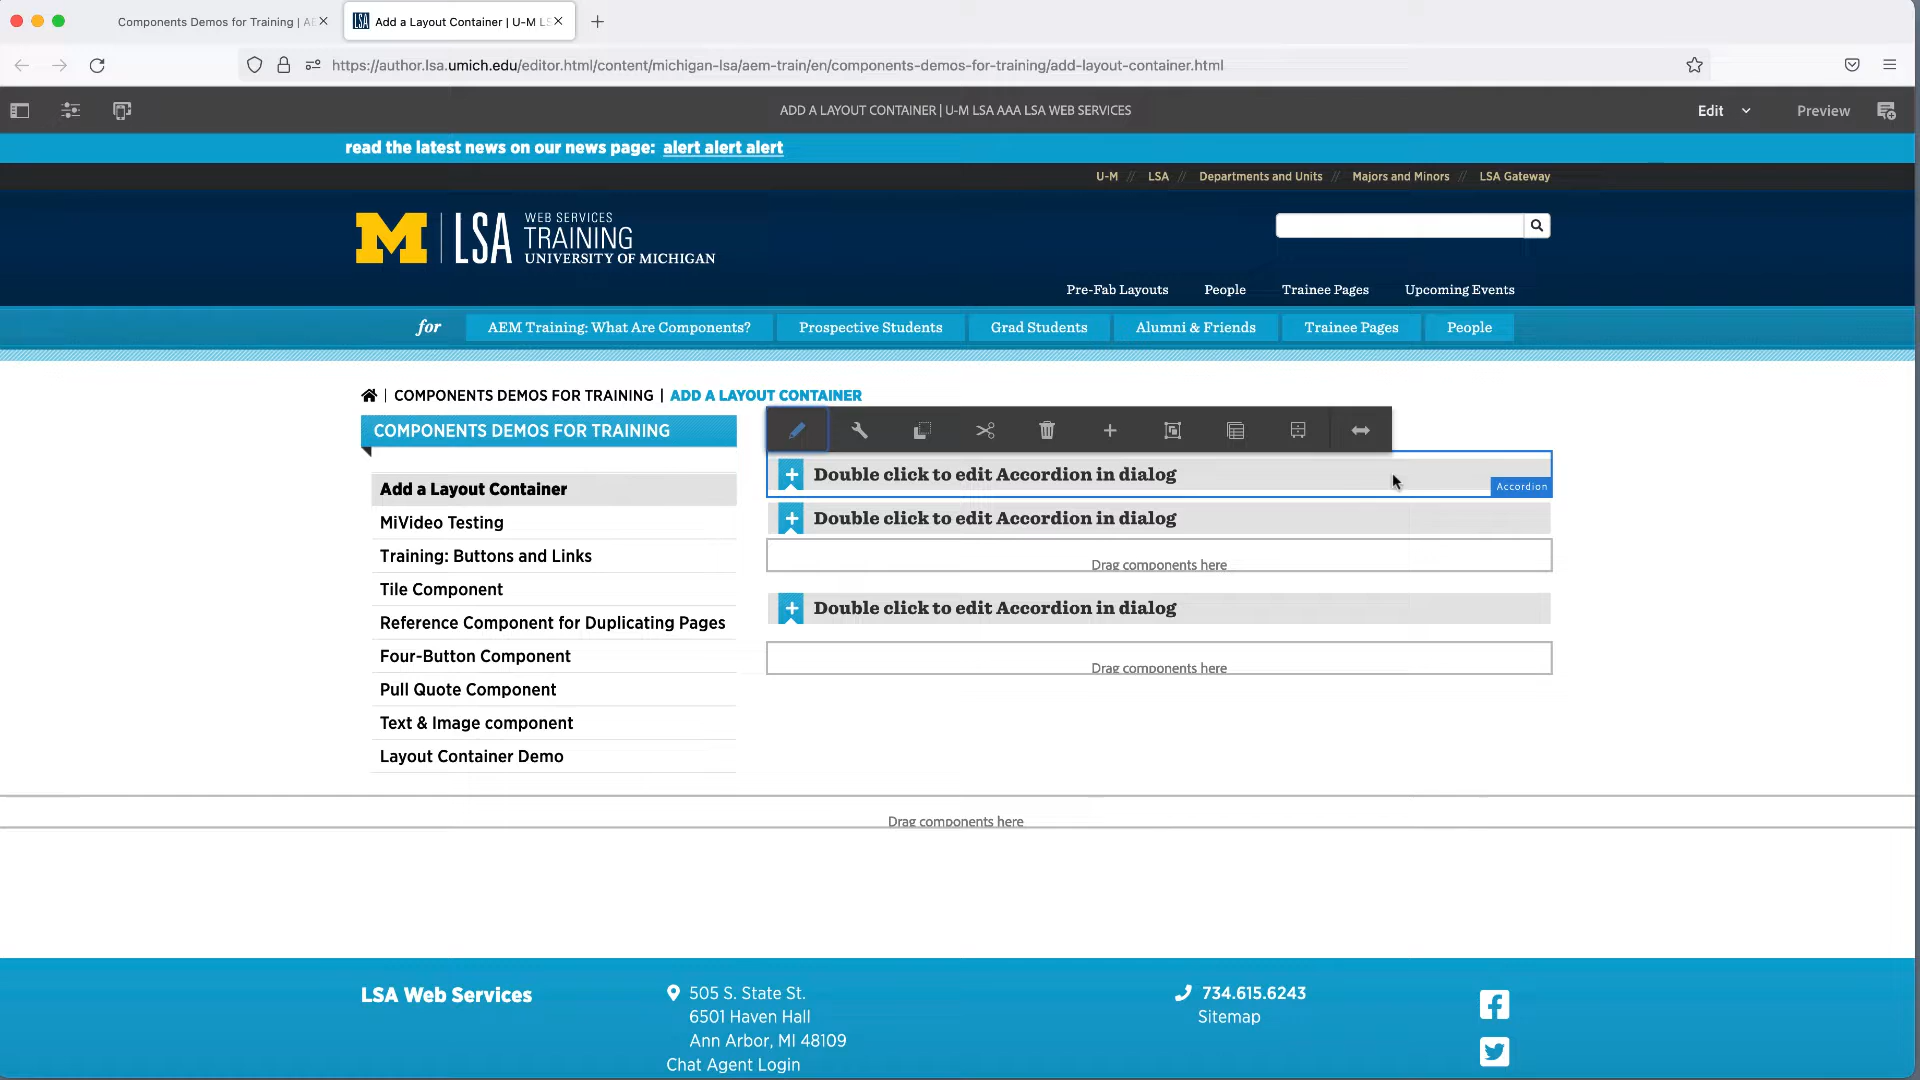 Components Demos for Training | AE
Add a Layout Container | U-M LS
https://author.lsa.umich.edu/editor.html/content/michigan-lsa/aem-train/en/components-demos-for-training/add-layout-container.html
ADD A LAYOUT CONTAINER | U-M LSA AAA LSA WEB SERVICES
Edit
Preview
read the latest news on our news page: alert alert alert
U-M // LSA // Departments and Units // Majors and Minors // LSA Gateway
M LSA WEB SERVICES
TRAINING
UNIVERSITY OF MICHIGAN
Pre-Fab Layouts People Trainee Pages Upcoming Events
for AEM Training: What Are Components? Prospective Students Grad Students Alumni & Friends Trainee Pages People
| COMPONENTS DEMOS FOR TRAINING | ADD A LAYOUT CONTAINER
COMPONENTS DEMOS FOR TRAINING
Add a Layout Container
MiVideo Testing
Training: Buttons and Links
Tile Component
Reference Component for Duplicating Pages
Four-Button Component
Pull Quote Component
Text & Image component
Layout Container Demo
Double click to edit Accordion in dialog
Accordion
Double click to edit Accordion in dialog
Drag components here
Double click to edit Accordion in dialog
Drag components here
Drag components here
LSA Web Services
505 S. State St.
6501 Haven Hall
Ann Arbor, MI 48109
Chat Agent Login
734.615.6243
Sitemap